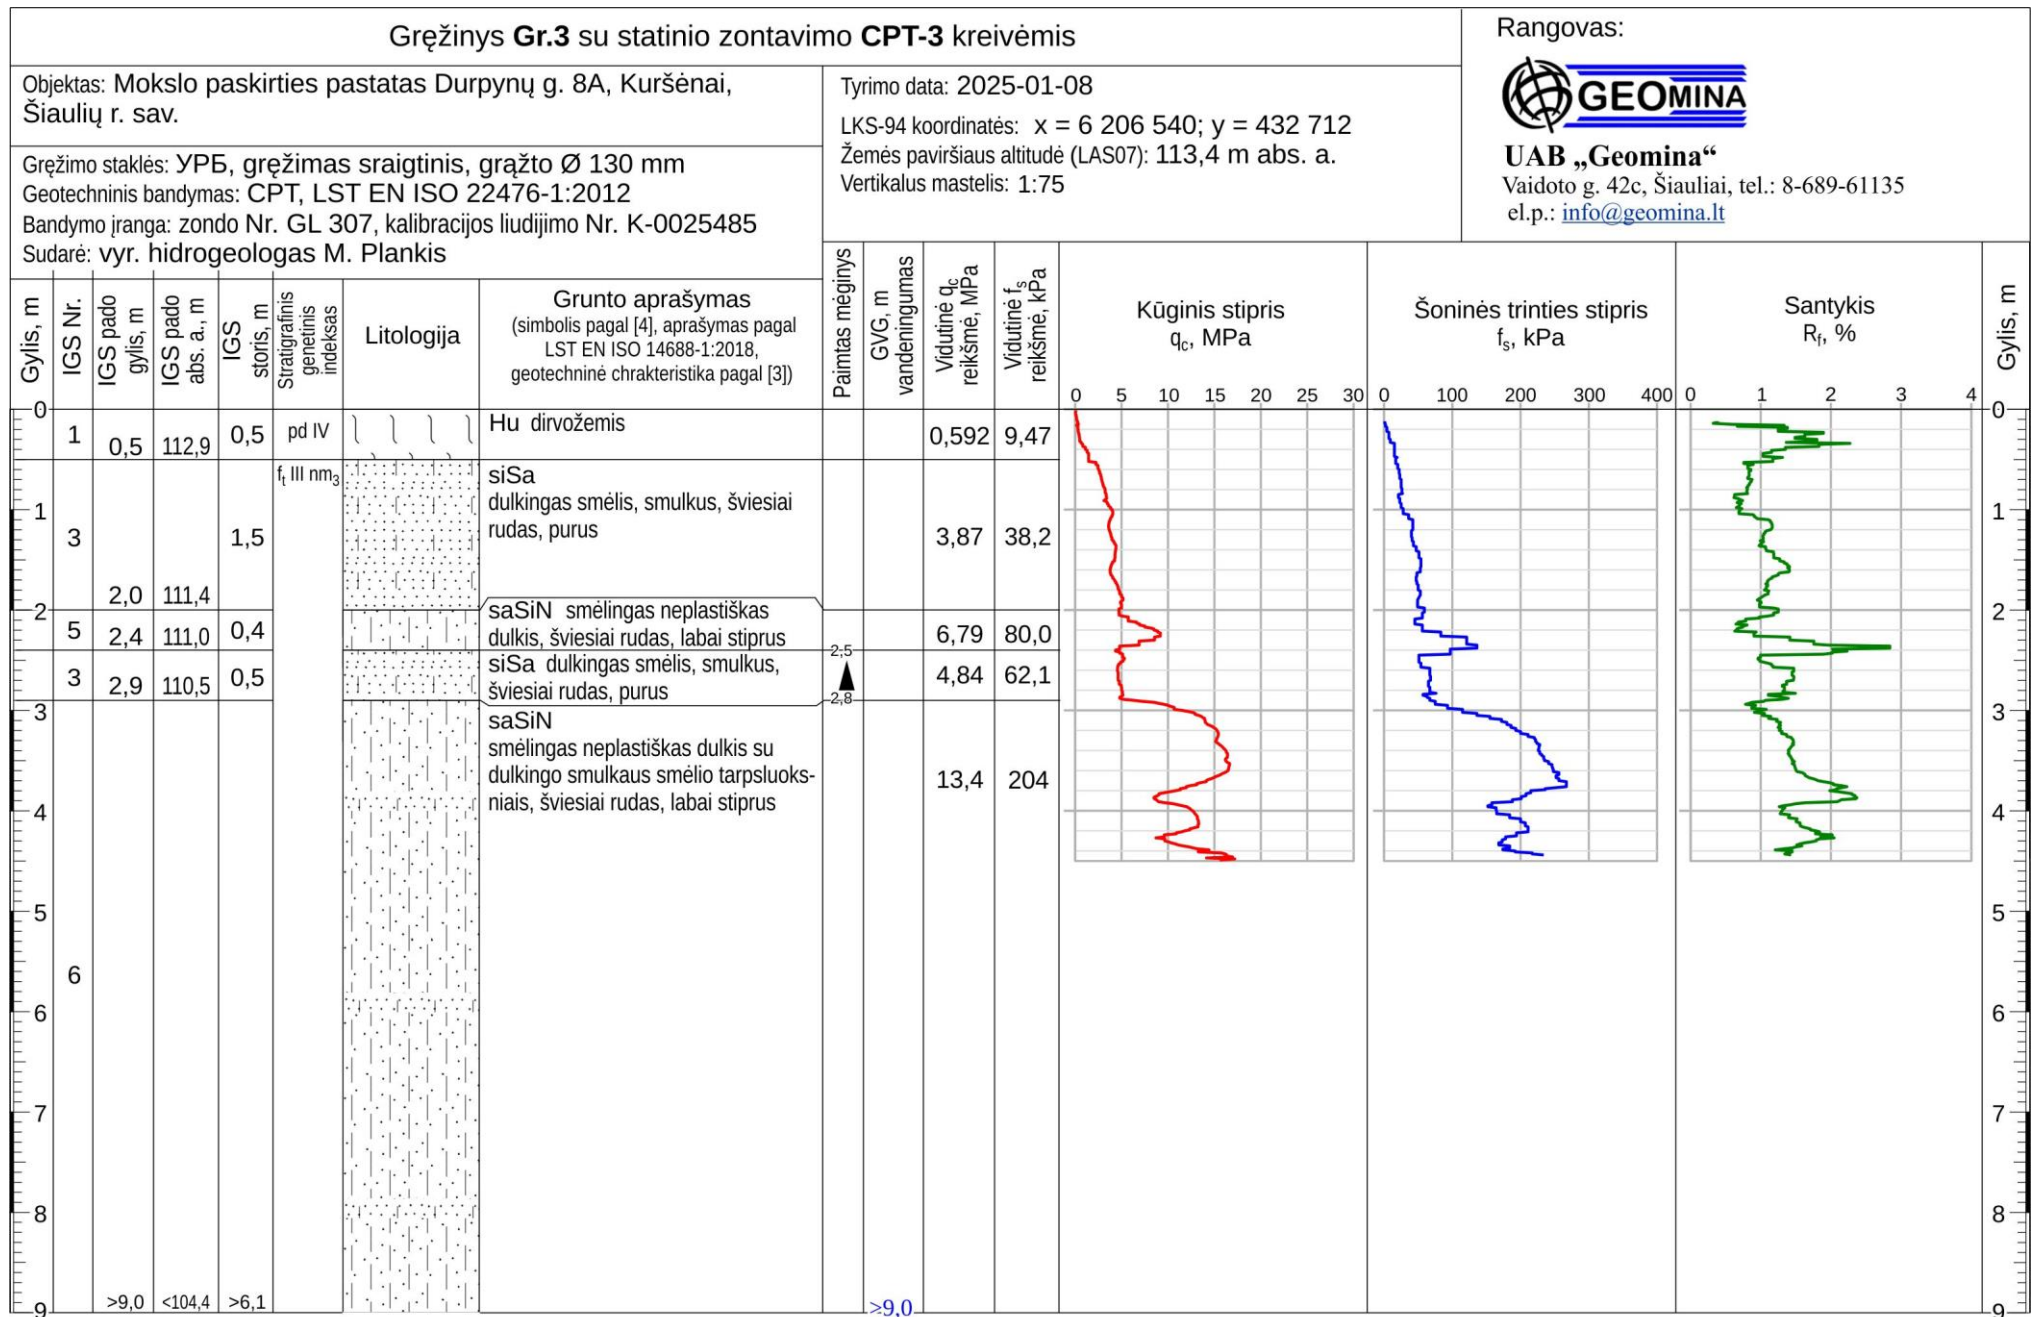 Gręžinys Gr.3 su statinio zontavimo CPT-3 kreivėmis
Objektas: Mokslo paskirties pastatas Durpynų g. 8A, Kuršėnai,
Šiaulių r. sav.
Gręžimo staklės: УРБ, gręžimas sraigtinis, grąžto Ø 130 mm
Geotechninis bandymas: CPT, LST EN ISO 22476-1:2012
Bandymo įranga: zondo Nr. GL 307, kalibracijos liudijimo Nr. K-0025485
Sudarė: vyr. hidrogeologas M. Plankis
Tyrimo data: 2025-01-08
LKS-94 koordinatės: x = 6 206 540; y = 432 712
Žemės paviršiaus altitudė (LAS07): 113,4 m abs. a.
Vertikalus mastelis: 1:75
Rangovas:
GEOMINA
UAB „Geomina“
Vaidoto g. 42c, Šiauliai, tel.: 8-689-61135
el.p.: info@geomina.lt
Gylis, m
IGS Nr.
IGS pado
gylis, m
IGS pado
abs. a., m
IGS
storis, m
Stratigrafinis
genetinis
indeksas
Litologija
Grunto aprašymas
(simbolis pagal [4], aprašymas pagal
LST EN ISO 14688-1:2018,
geotechninė chrakteristika pagal [3])
Paimtas mėginys
GVG, m
vandeningumas
Vidutinė qc
reikšmė, MPa
Vidutinė fs
reikšmė, kPa
Kūginis stipris
qc, MPa
0 5 10 15 20 25 30
Šoninės trinties stipris
fs, kPa
0 100 200 300 400
Santykis
Rf, %
0 1 2 3 4
Gylis, m
0
1
2
3
4
5
6
7
8
9
1 0,5 112,9 0,5 pd IV
Hu dirvožemis
0,592 9,47
3 2,0 111,4 1,5 ft III nm3
siSa
dulkingas smėlis, smulkus, šviesiai
rudas, purus
3,87 38,2
5 2,4 111,0 0,4
saSiN smėlingas neplastiškas
dulkis, šviesiai rudas, labai stiprus
6,79 80,0
3 2,9 110,5 0,5
siSa dulkingas smėlis, smulkus,
šviesiai rudas, purus
2,5
2,8
4,84 62,1
6 >9,0 <104,4 >6,1
saSiN
smėlingas neplastiškas dulkis su
dulkingo smulkaus smėlio tarpsluoks-
niais, šviesiai rudas, labai stiprus
>9,0
13,4 204
0
1
2
3
4
5
6
7
8
9